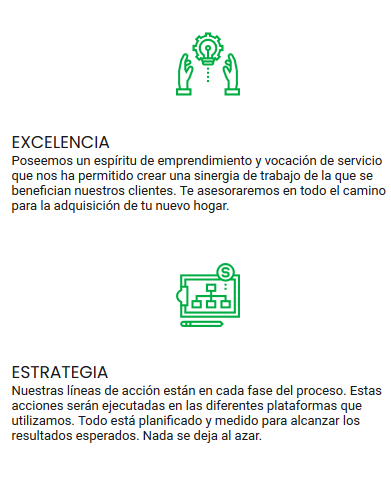 EXCELENCIA
Poseemos un espíritu de emprendimiento y vocación de servicio
que nos ha permitido crear una sinergia de trabajo de la que se
benefician nuestros clientes. Te asesoraremos en todo el camino
para la adquisición de tu nuevo hogar.
S
ESTRATEGIA
Nuestras líneas de acción están en cada fase del proceso. Estas
acciones serán ejecutadas en las diferentes plataformas que
utilizamos. Todo está planificado y medido para alcanzar los
resultados esperados. Nada se deja al azar.